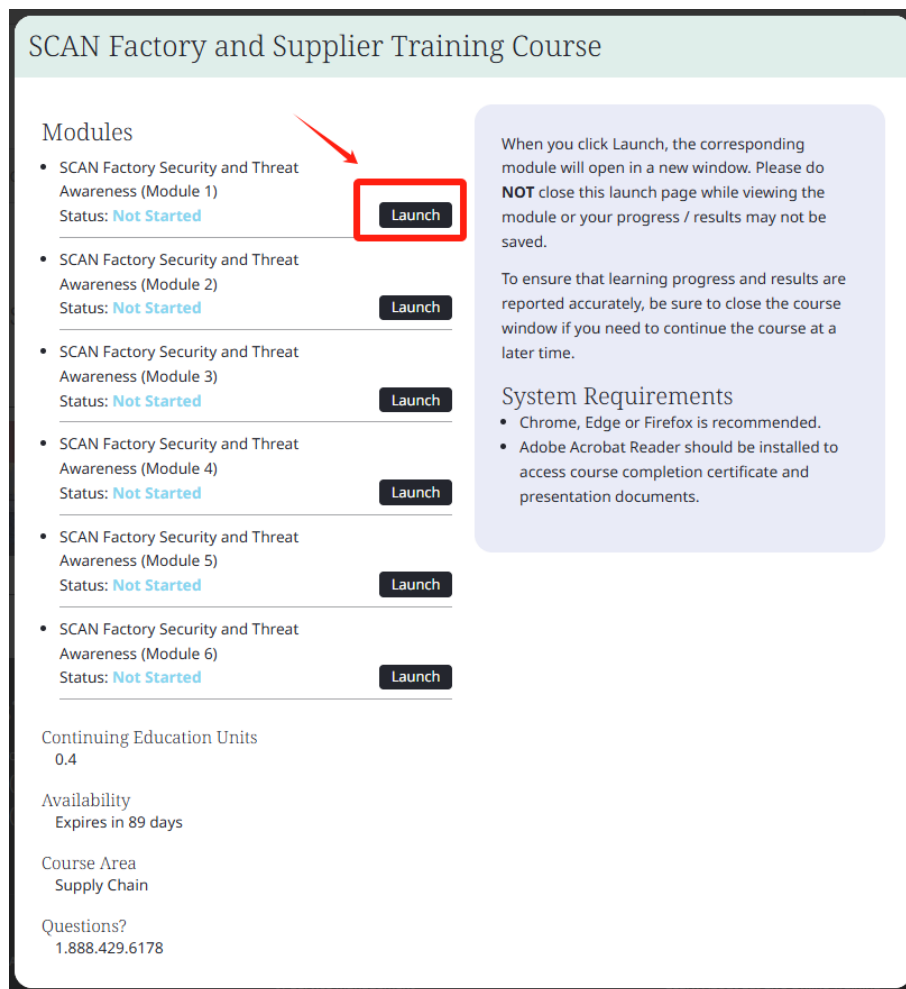 SCAN Factory and Supplier Training Course
Modules
• SCAN Factory Security and Threat
Awareness (Module 1)
Status: Not Started
Launch
• SCAN Factory Security and Threat
Awareness (Module 2)
Status: Not Started
Launch
• SCAN Factory Security and Threat
Awareness (Module 3)
Status: Not Started
Launch
• SCAN Factory Security and Threat
Awareness (Module 4)
Status: Not Started
Launch
• SCAN Factory Security and Threat
Awareness (Module 5)
Status: Not Started
Launch
• SCAN Factory Security and Threat
Awareness (Module 6)
Status: Not Started
Launch
Continuing Education Units
0.4
Availability
Expires in 89 days
Course Area
Supply Chain
Questions?
1.888.429.6178
When you click Launch, the corresponding
module will open in a new window. Please do
NOT close this launch page while viewing the
module or your progress / results may not be
saved.
To ensure that learning progress and results are
reported accurately, be sure to close the course
window if you need to continue the course at a
later time.
System Requirements
• Chrome, Edge or Firefox is recommended.
• Adobe Acrobat Reader should be installed to
access course completion certificate and
presentation documents.